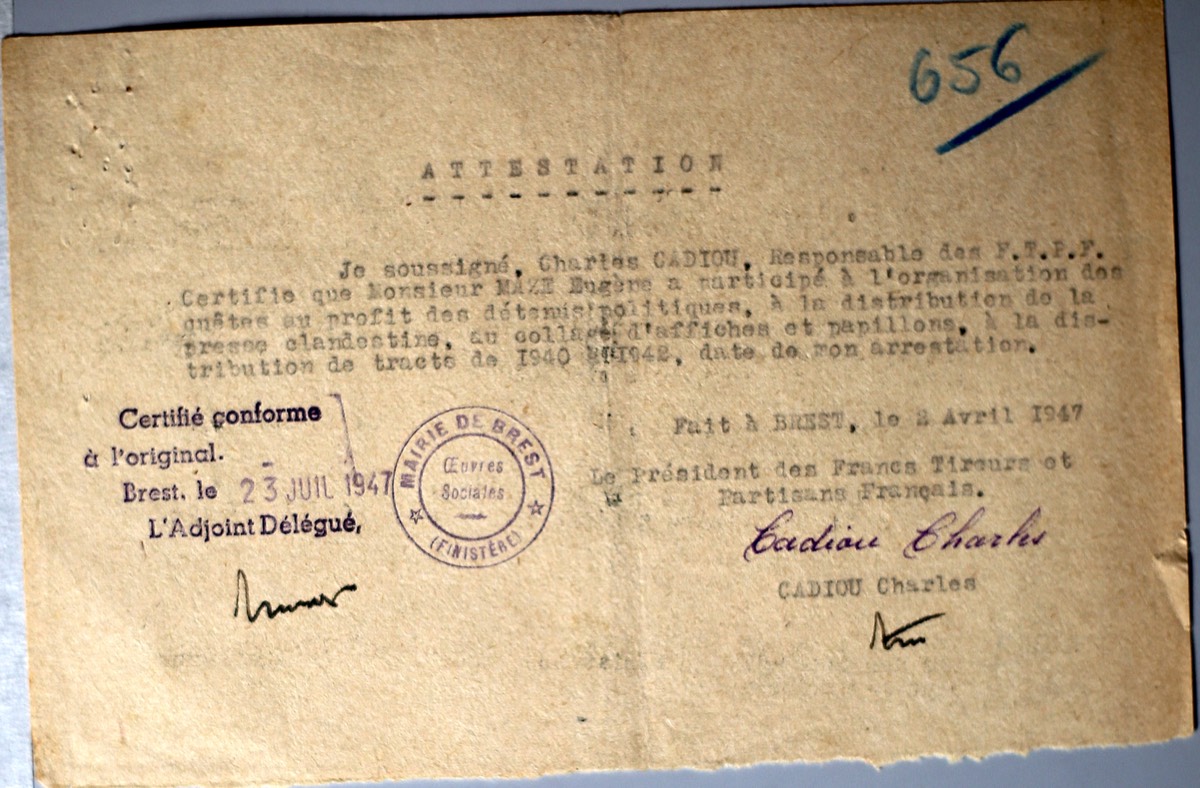 656
ATTESTATION
Je soussigné, Charles CADIOU, Responsable des F.T.P.F.
Certifie que Monsieur MAZE Eugène a participé à l'organisation des
quêtes au profit des détenus politiques, à la distribution de la
presse clandestine, au collage d'affiches et papillons, à la dis-
tribution de tracts de 1940 1942, date de mon arrestation.
Fait à BREST, le 2 Avril 1947
Le Président des Francs Tireurs et
Partisans Français.
Cadiou Charles
CADIOU Charles
Certifié conforme
à l'original.
Brest, le 23 JUIL 1947
L'Adjoint Délégué,
MAIRIE DE BREST
Œuvres
Sociales
(FINISTÈRE)